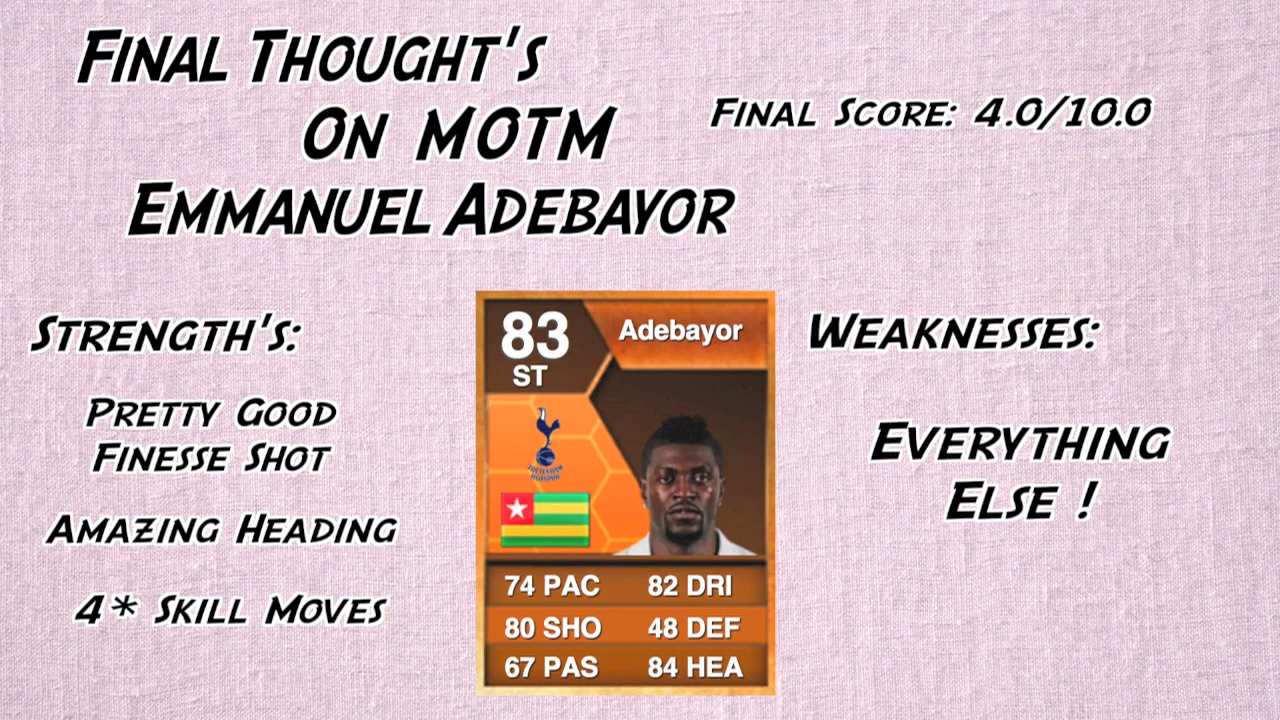 Final Thought's
On MOTM
Emmanuel Adebayor
Final Score: 4.0/10.0
Strength's:
Pretty Good
Finesse Shot
Amazing Heading
4* Skill Moves
83
ST
Adebayor
TOTTENHAM
HOTSPUR
74 PAC 82 DRI
80 SHO 48 DEF
67 PAS 84 HEA
Weaknesses:
Everything
Else !